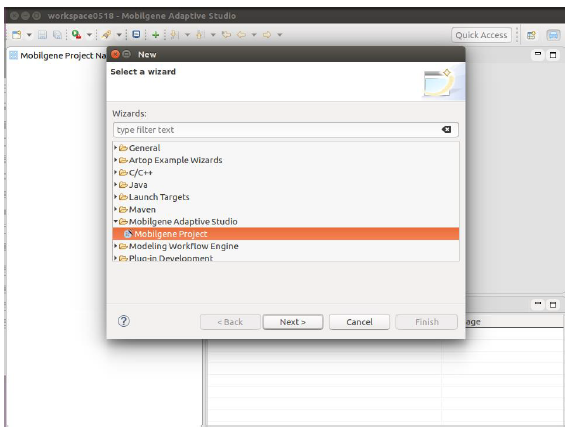 workspace0518 - Mobilgene Adaptive Studio
Quick Access
Mobilgene Project Na
New
Select a wizard
Wizards:
type filter text
General
Artop Example Wizards
C/C++
Java
Launch Targets
Maven
Mobilgene Adaptive Studio
Mobilgene Project
Modeling Workflow Engine
Plug-in Development
< Back Next > Cancel Finish
age